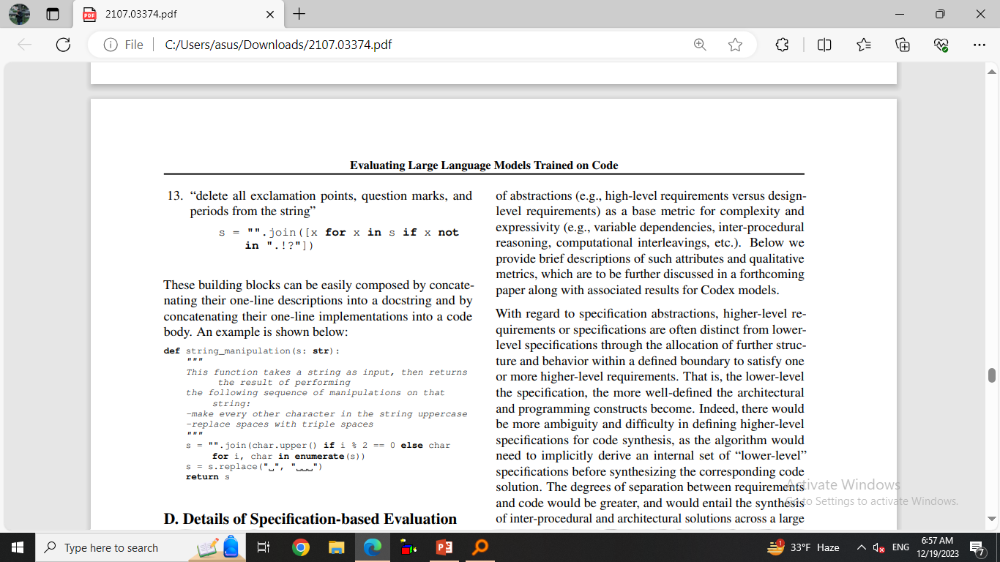 2107.03374.pdf
File
C:/Users/asus/Downloads/2107.03374.pdf
Evaluating Large Language Models Trained on Code
13. “delete all exclamation points, question marks, and
periods from the string”
s = "".join([x for x in s if x not
in ".!?"])
These building blocks can be easily composed by concate-
nating their one-line descriptions into a docstring and by
concatenating their one-line implementations into a code
body. An example is shown below:
def string_manipulation(s: str):
"""
This function takes a string as input, then returns
the result of performing
the following sequence of manipulations on that
string:
-make every other character in the string uppercase
-replace spaces with triple spaces
"""
s = "".join(char.upper() if i % 2 == 0 else char
for i, char in enumerate(s))
s = s.replace("␣", "␣␣␣")
return s
D. Details of Specification-based Evaluation
of abstractions (e.g., high-level requirements versus design-
level requirements) as a base metric for complexity and
expressivity (e.g., variable dependencies, inter-procedural
reasoning, computational interleavings, etc.). Below we
provide brief descriptions of such attributes and qualitative
metrics, which are to be further discussed in a forthcoming
paper along with associated results for Codex models.
With regard to specification abstractions, higher-level re-
quirements or specifications are often distinct from lower-
level specifications through the allocation of further struc-
ture and behavior within a defined boundary to satisfy one
or more higher-level requirements. That is, the lower-level
the specification, the more well-defined the architectural
and programming constructs become. Indeed, there would
be more ambiguity and difficulty in defining higher-level
specifications for code synthesis, as the algorithm would
need to implicitly derive an internal set of “lower-level”
specifications before synthesizing the corresponding code
solution. The degrees of separation between requirements
and code would be greater, and would entail the synthesis
of inter-procedural and architectural solutions across a large
Activate Windows
Go to Settings to activate Windows.
Type here to search
33°F Haze
ENG
6:57 AM
12/19/2023